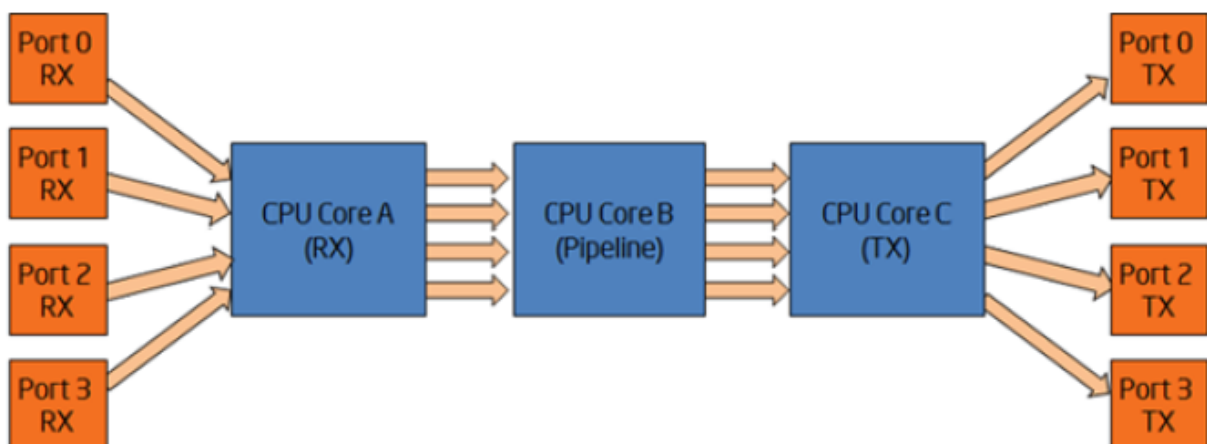 Port 0
RX
Port 1
RX
Port 2
RX
Port 3
RX
CPU Core A
(RX)
CPU Core B
(Pipeline)
CPU Core C
(TX)
Port 0
TX
Port 1
TX
Port 2
TX
Port 3
TX